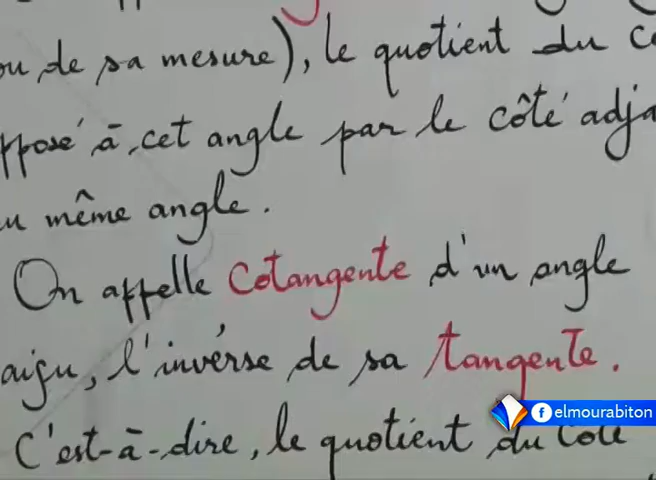 ou de sa mesure), le quotient du c
pposé à cet angle par le côté adja
u même angle.
On appelle cotangente d'un angle
aigu, l'inverse de sa tangente.
elmourabiton
C'est-à-dire, le quotient du côté